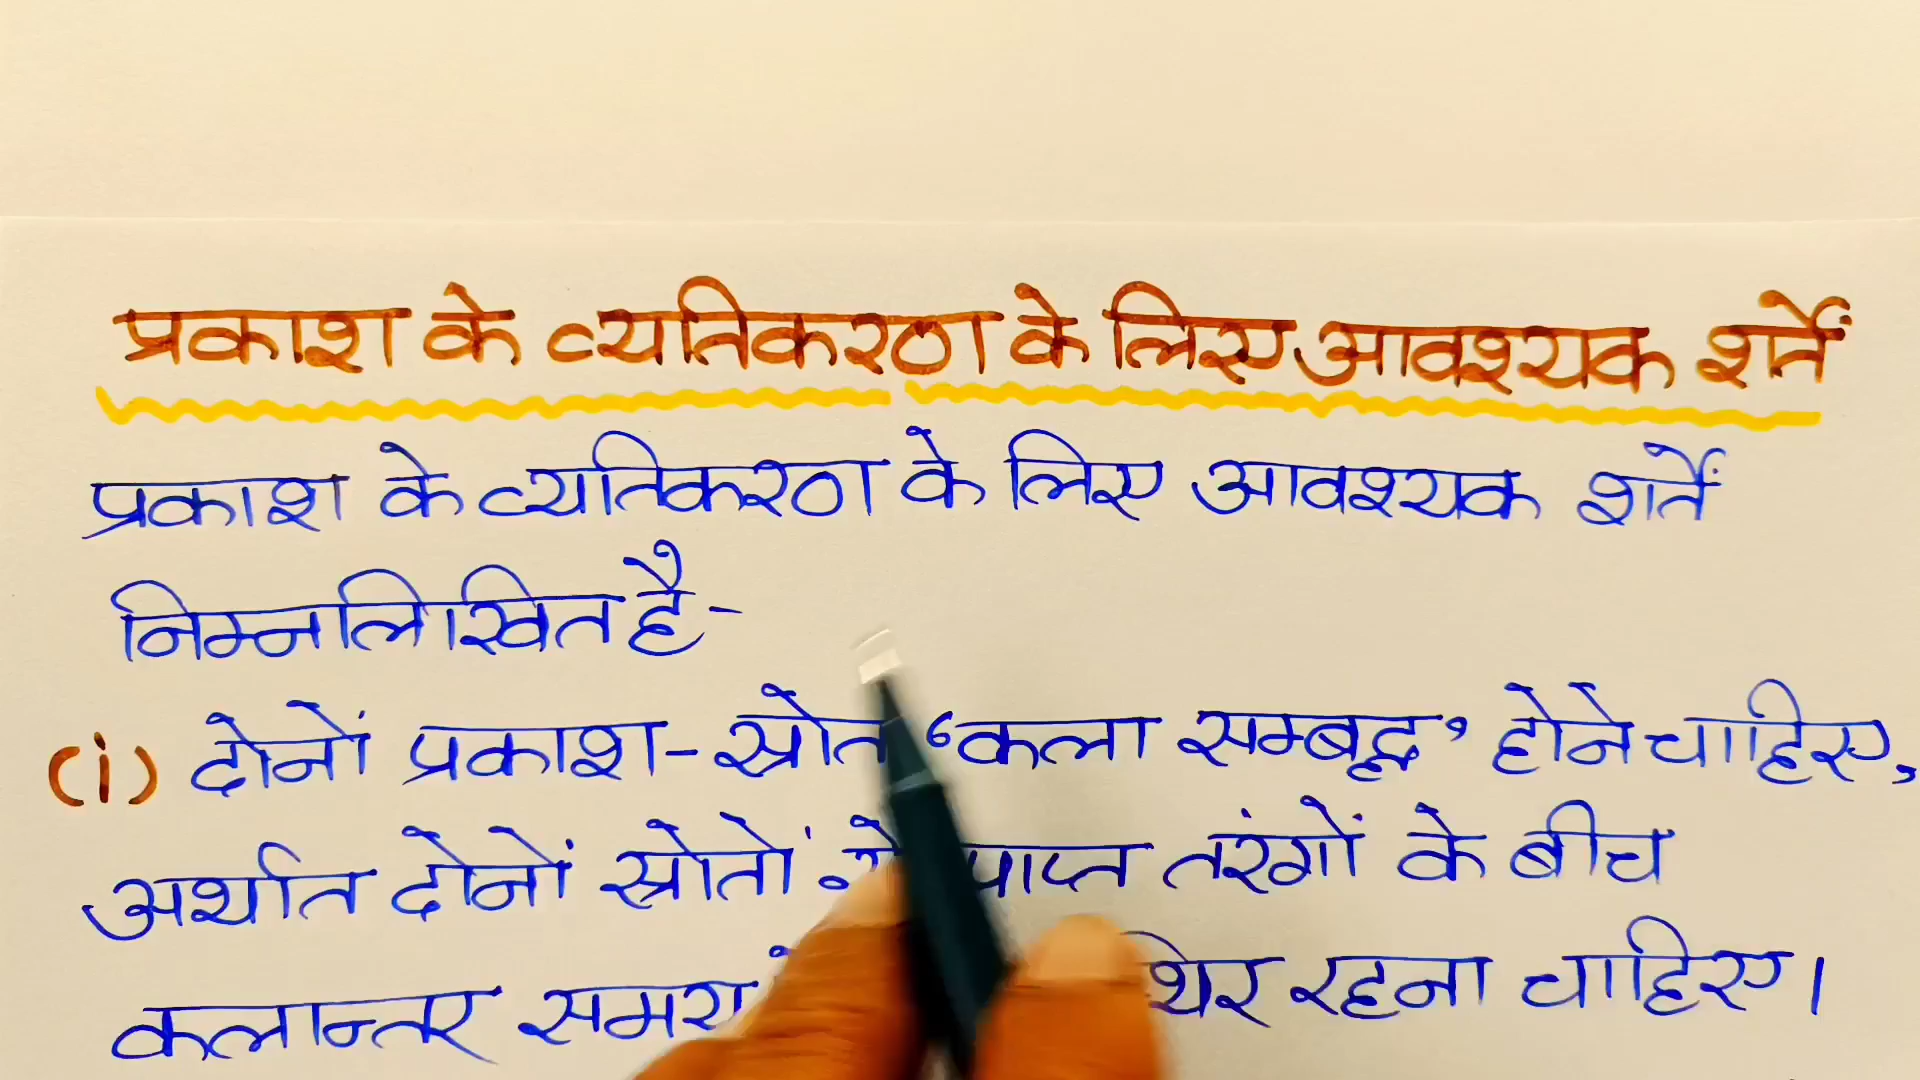 प्रकाश के व्यतिकरण के लिए आवश्यक शर्तें
प्रकाश के व्यतिकरण के लिए आवश्यक शर्तें
निम्नलिखित है-
(i) दोनों प्रकाश-स्रोत ‘कला सम्बद्ध’ होने चाहिए,
अर्थात दोनों स्रोतों प्राप्त तरंगों के बीच
कलान्तर समय रहना चाहिए।